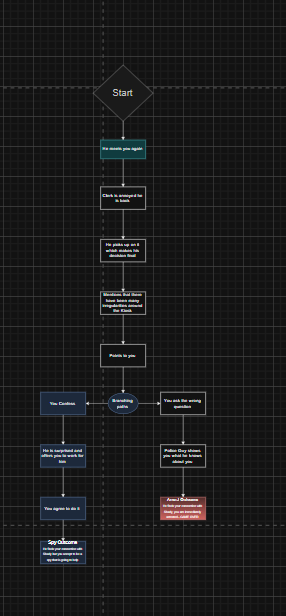 Start
He meets you again
Clerk is annoyed he
is back
He picks up on it
which makes his
decision final
Mentions that there
have been many
irregularities around
the Kiosk
Points to you
Branching
paths
You Confess
You ask the wrong
question
He is surprised and
offers you to work for
him
Police Guy shows
you what he knows
about you
You agree to do it
Arrest Outcome
Spy Outcome